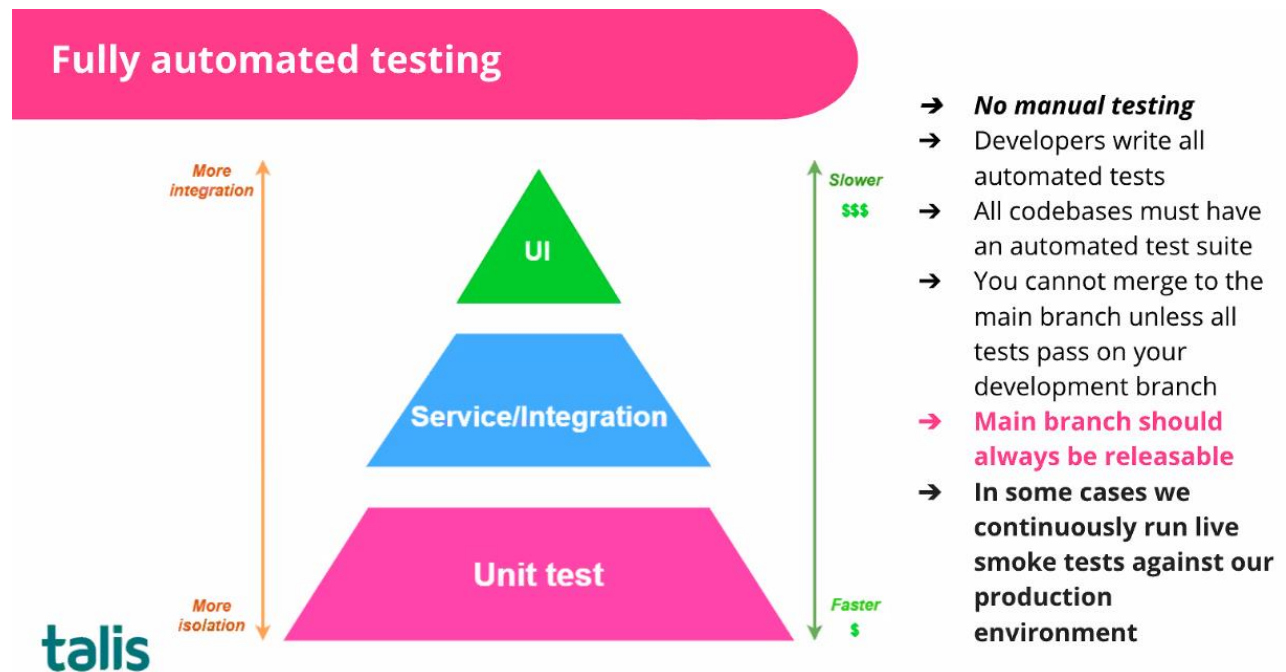 Fully automated testing
More
integration
Slower
$$$
UI
Service/Integration
Unit test
More
isolation
Faster
$
talis
➔ No manual testing
➔ Developers write all
automated tests
➔ All codebases must have
an automated test suite
➔ You cannot merge to the
main branch unless all
tests pass on your
development branch
➔ Main branch should
always be releasable
➔ In some cases we
continuously run live
smoke tests against our
production
environment